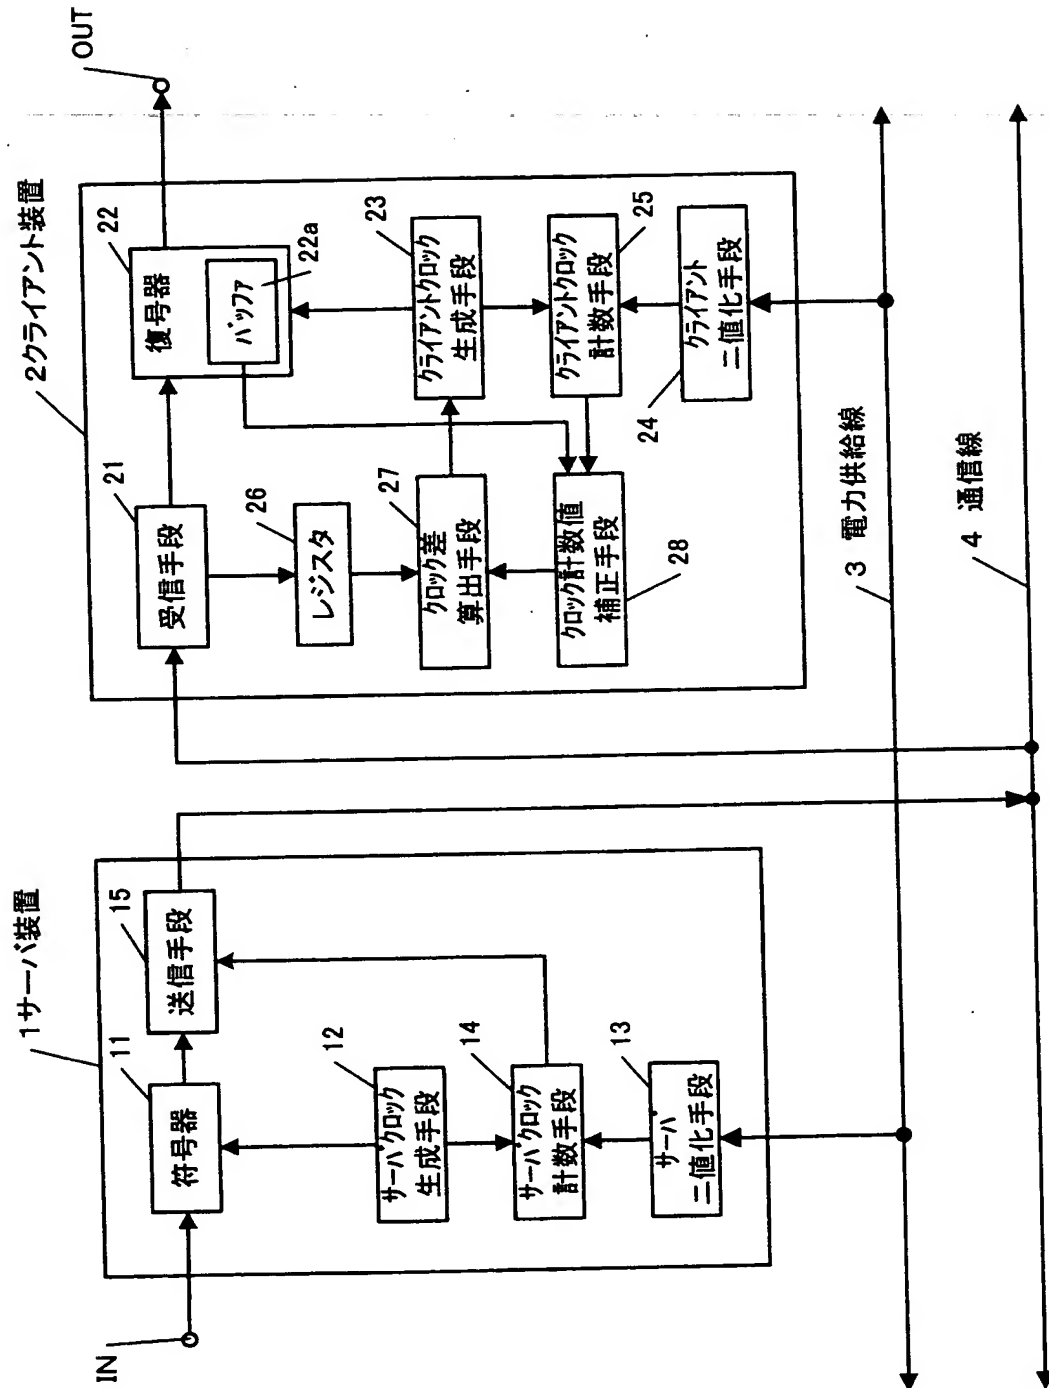 1サーバ装置
IN
11
符号器
15
送信手段
12
サーバクロック
生成手段
14
サーバクロック
計数手段
13
サーバ
二値化手段
2クライアント装置
OUT
21
受信手段
22
復号器
22a
バッファ
26
レジスタ
23
クライアントクロック
生成手段
27
クロック差
算出手段
25
クライアントクロック
計数手段
クロック計数値
補正手段
28
24
クライアント
二値化手段
3 電力供給線
4 通信線